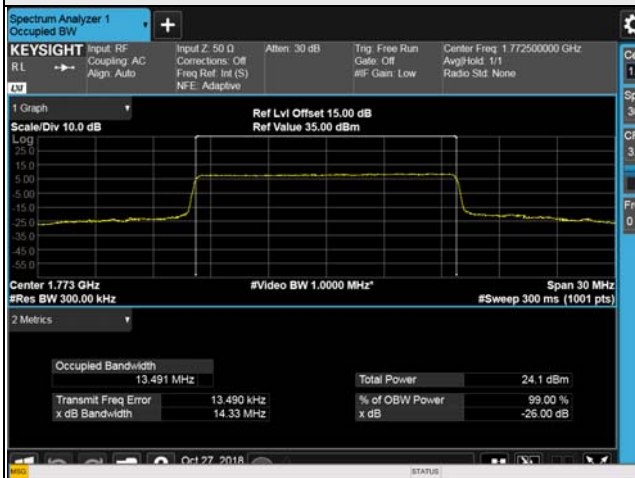 Spectrum Analyzer 1
Occupied BW
KEYSIGHT
RL
Input: RF
Coupling: AC
Align: Auto
Input Z: 50 Ω
Corrections: Off
Freq Ref: Int (S)
NFE: Adaptive
Atten: 30 dB
Trig: Free Run
Gate: Off
#IF Gain: Low
Center Freq: 1.772500000 GHz
Avg|Hold: 1/1
Radio Std: None
LXI
1 Graph
Scale/Div 10.0 dB
Ref Lvl Offset 15.00 dB
Ref Value 35.00 dBm
Log
25.0
15.0
5.00
-5.00
-15.0
-25.0
-35.0
-45.0
-55.0
Center 1.773 GHz
#Video BW 1.0000 MHz*
Span 30 MHz
#Res BW 300.00 kHz
#Sweep 300 ms (1001 pts)
2 Metrics
Occupied Bandwidth
13.491 MHz
Total Power 24.1 dBm
Transmit Freq Error 13.490 kHz
% of OBW Power 99.00 %
x dB Bandwidth 14.33 MHz
x dB -26.00 dB
Oct 27, 2018
MSG
STATUS